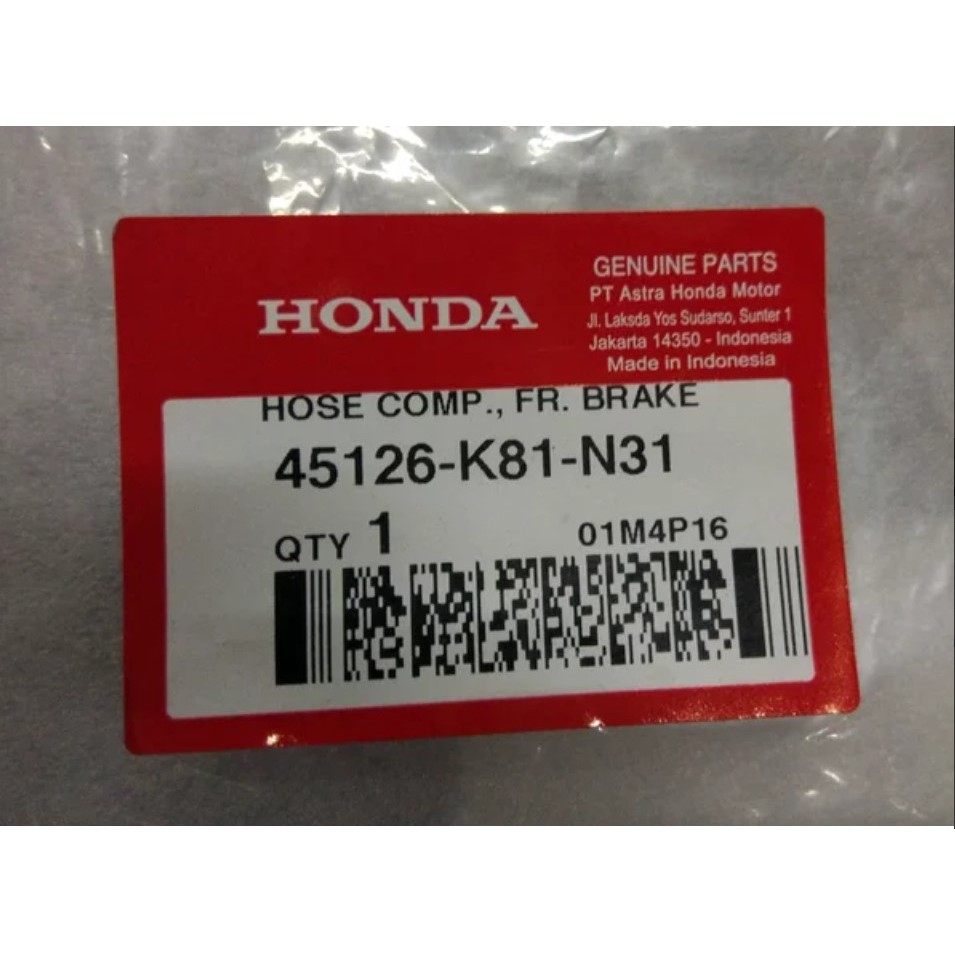 HONDA
GENUINE PARTS
PT Astra Honda Motor
Jl. Laksda Yos Sudarso, Sunter 1
Jakarta 14350 - Indonesia
Made in Indonesia
HOSE COMP., FR. BRAKE
45126-K81-N31
QTY 1 01M4P16